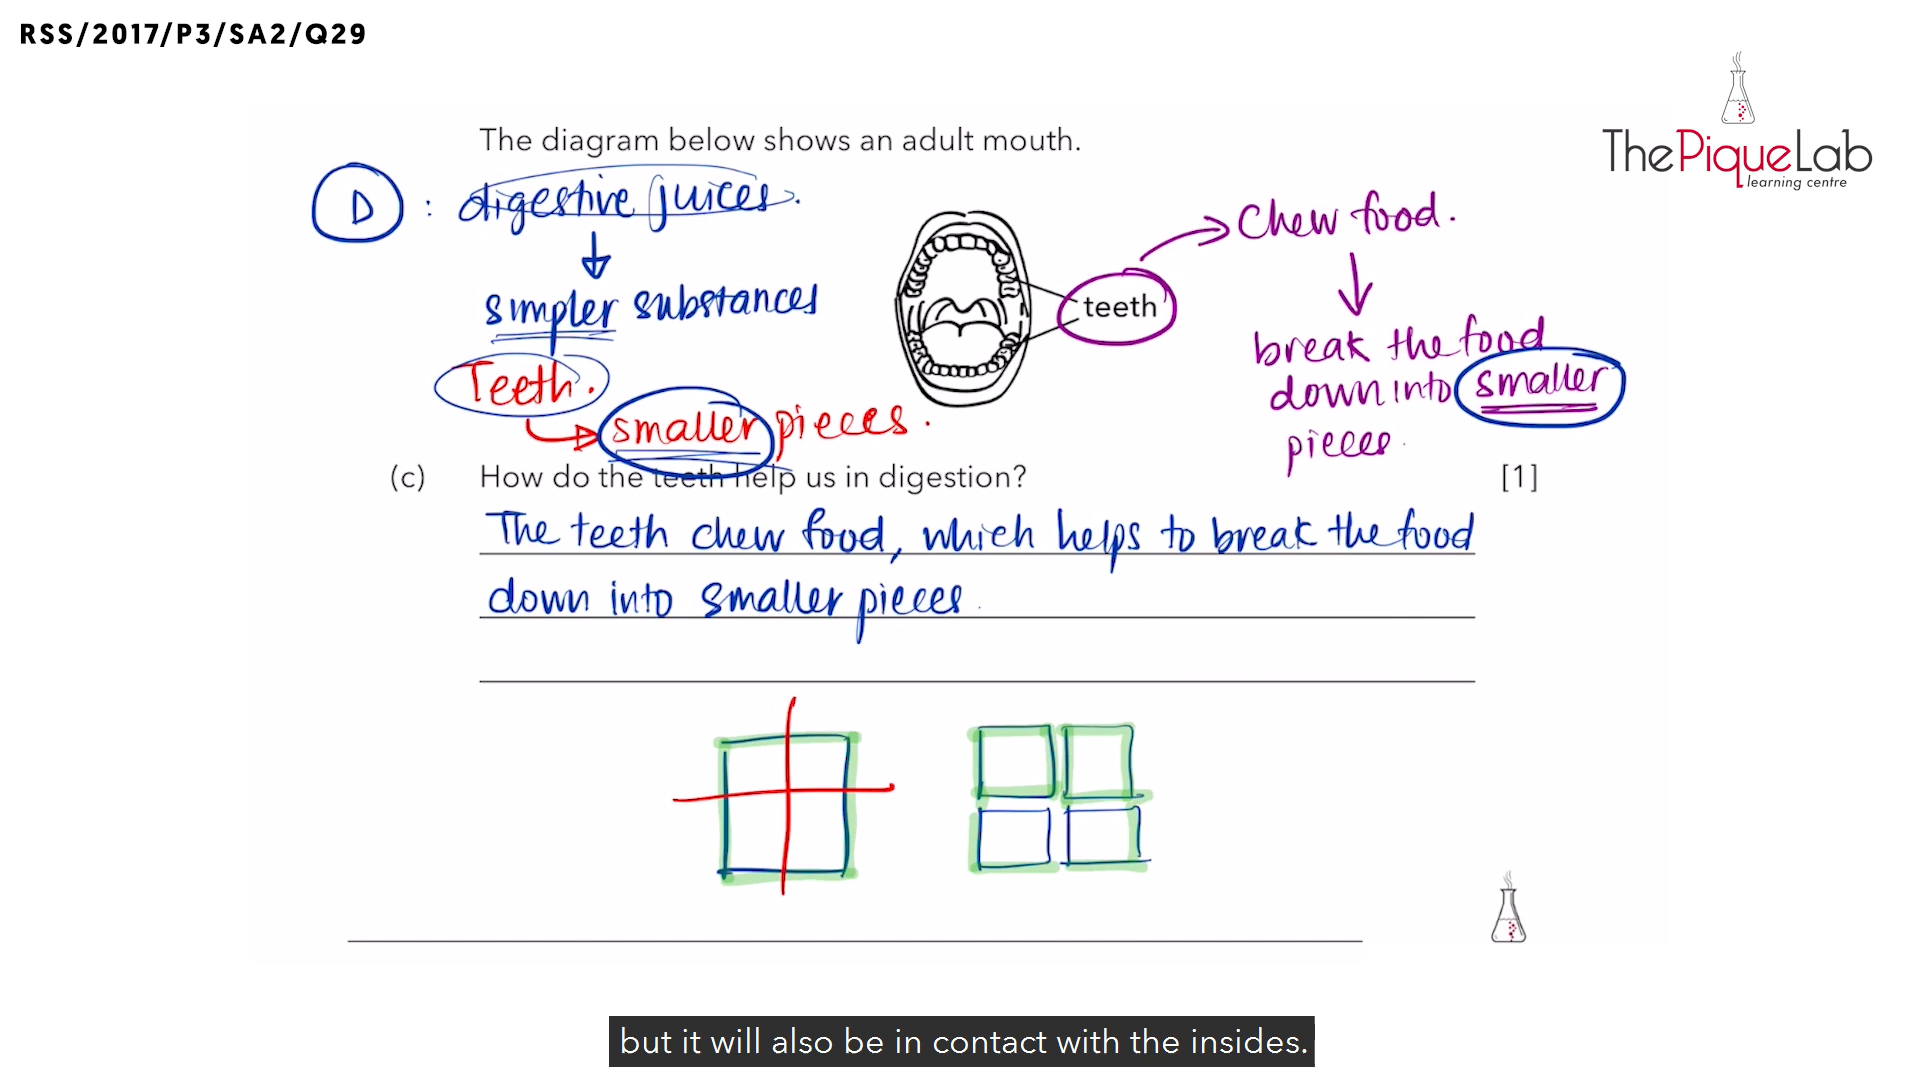 RSS/2017/P3/SA2/Q29
ThePiqueLab
learning centre
The diagram below shows an adult mouth.
D : digestive juices.
simpler substances
Teeth.
smaller pieces.
teeth
Chew food.
break the food
down into smaller
pieces.
(c) How do the teeth help us in digestion? [1]
The teeth chew food, which helps to break the food
down into smaller pieces.
but it will also be in contact with the insides.